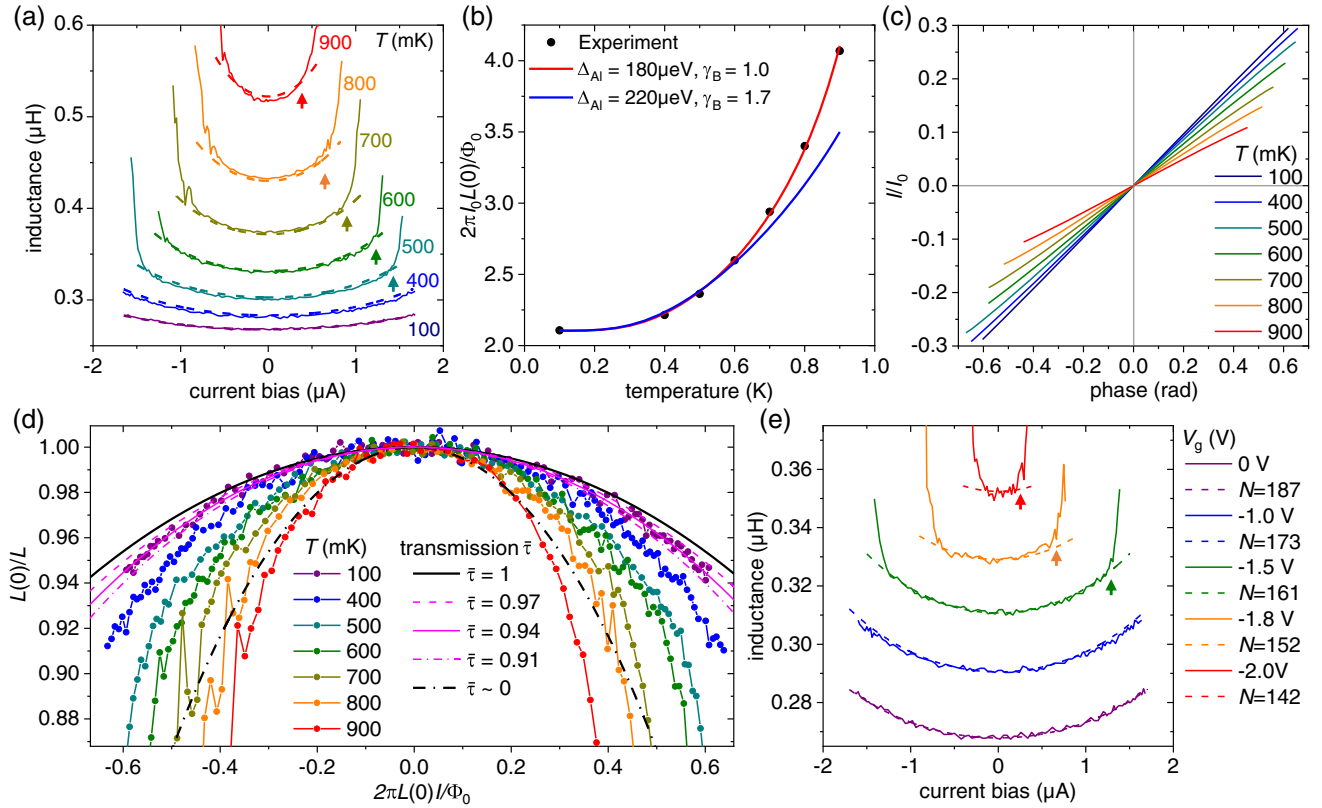 (a)
0.6
0.5
0.4
0.3
inductance (µH)
-2
-1
0
1
2
current bias (µA)
T (mK)
900
800
700
600
500
400
100
(b)
4.0
3.5
3.0
2.5
2.0
2πI₀L(0)/Φ₀
Experiment
Δ_Al = 180µeV, γ_B = 1.0
Δ_Al = 220µeV, γ_B = 1.7
0.0
0.2
0.4
0.6
0.8
1.0
temperature (K)
(c)
0.3
0.2
0.1
0.0
-0.1
-0.2
-0.3
I/I₀
T (mK)
100
400
500
600
700
800
900
-0.6
-0.4
-0.2
0.0
0.2
0.4
0.6
phase (rad)
(d)
1.00
0.98
0.96
0.94
0.92
0.90
0.88
L(0)/L
T (mK)
100
400
500
600
700
800
900
transmission τ̄
τ̄ = 1
τ̄ = 0.97
τ̄ = 0.94
τ̄ = 0.91
τ̄ ~ 0
-0.6
-0.4
-0.2
0.0
0.2
0.4
0.6
2πL(0)I/Φ₀
(e)
0.36
0.34
0.32
0.30
0.28
inductance (µH)
-2
-1
0
1
2
current bias (µA)
V_g (V)
0 V
N=187
-1.0 V
N=173
-1.5 V
N=161
-1.8 V
N=152
-2.0V
N=142